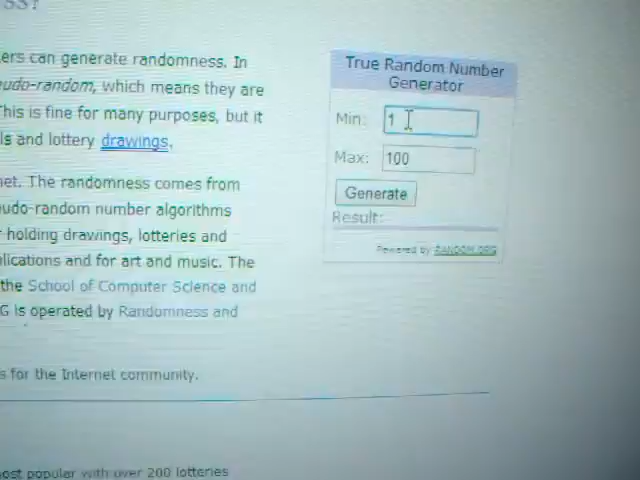 ers can generate randomness. In
udo-random, which means they are
This is fine for many purposes, but it
ls and lottery drawings.
net. The randomness comes from
udo-random number algorithms
holding drawings, lotteries and
lications and for art and music. The
the School of Computer Science and
G is operated by Randomness and
s for the Internet community.
ost popular with over 200 lotteries
True Random Number
Generator
Min: 1
Max: 100
Generate
Result:
Powered by RANDOM.ORG